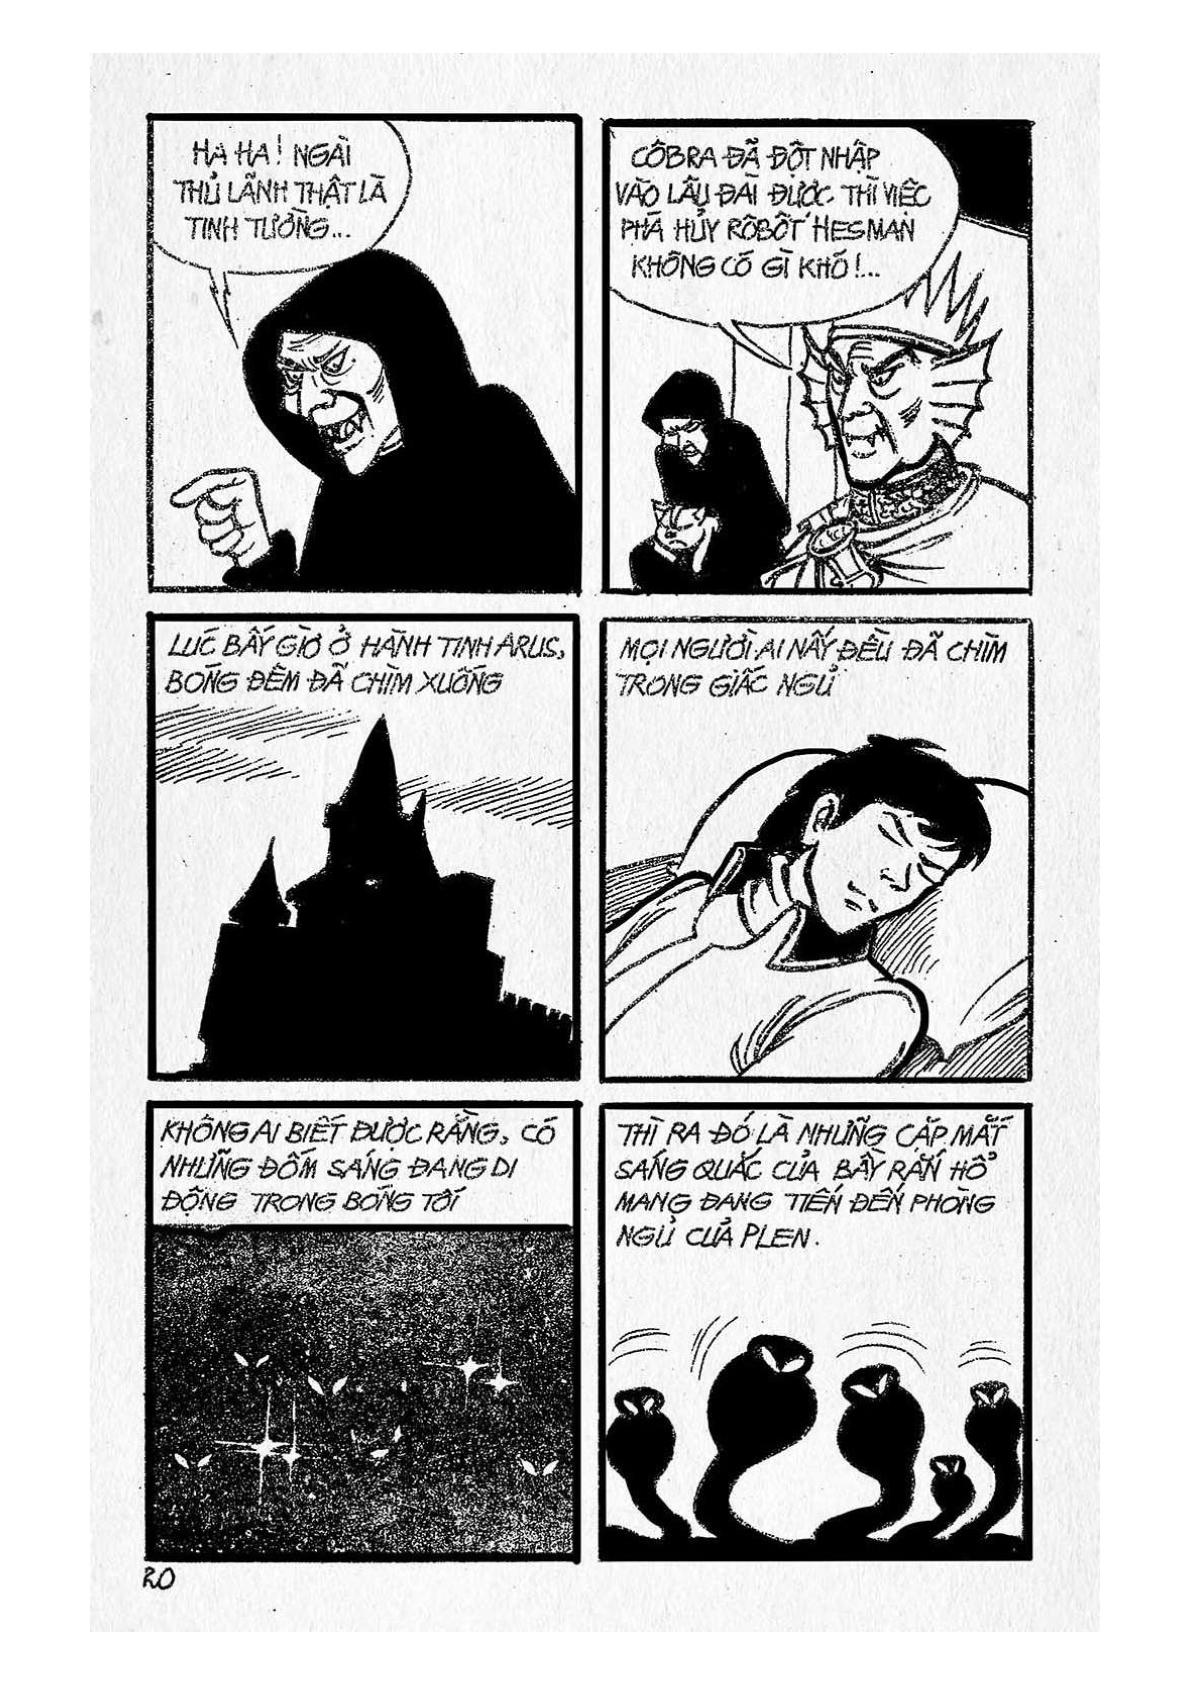 HA HA! NGÀI
THỦ LÃNH THẬT LÀ
TINH TƯỜNG...
CÔBRA ĐÃ ĐỘT NHẬP
VÀO LÂU ĐÀI ĐƯỢC THÌ VIỆC
PHÁ HỦY RÔBỐT HESMAN
KHÔNG CÓ GÌ KHÓ!...
LÚC BẤY GIỜ Ở HÀNH TINH ARUS,
BÓNG ĐÊM ĐÃ CHÌM XUỐNG
MỌI NGƯỜI AI NẤY ĐỀU ĐÃ CHÌM
TRONG GIẤC NGỦ
KHÔNG AI BIẾT ĐƯỢC RẰNG, CÓ
NHỮNG ĐỐM SÁNG ĐANG DI
ĐỘNG TRONG BÓNG TỐI
THÌ RA ĐÓ LÀ NHỮNG CẶP MẮT
SÁNG QUẮC CỦA BẦY RẮN HỔ
MANG ĐANG TIẾN ĐẾN PHÒNG
NGỦ CỦA PLEN.
20